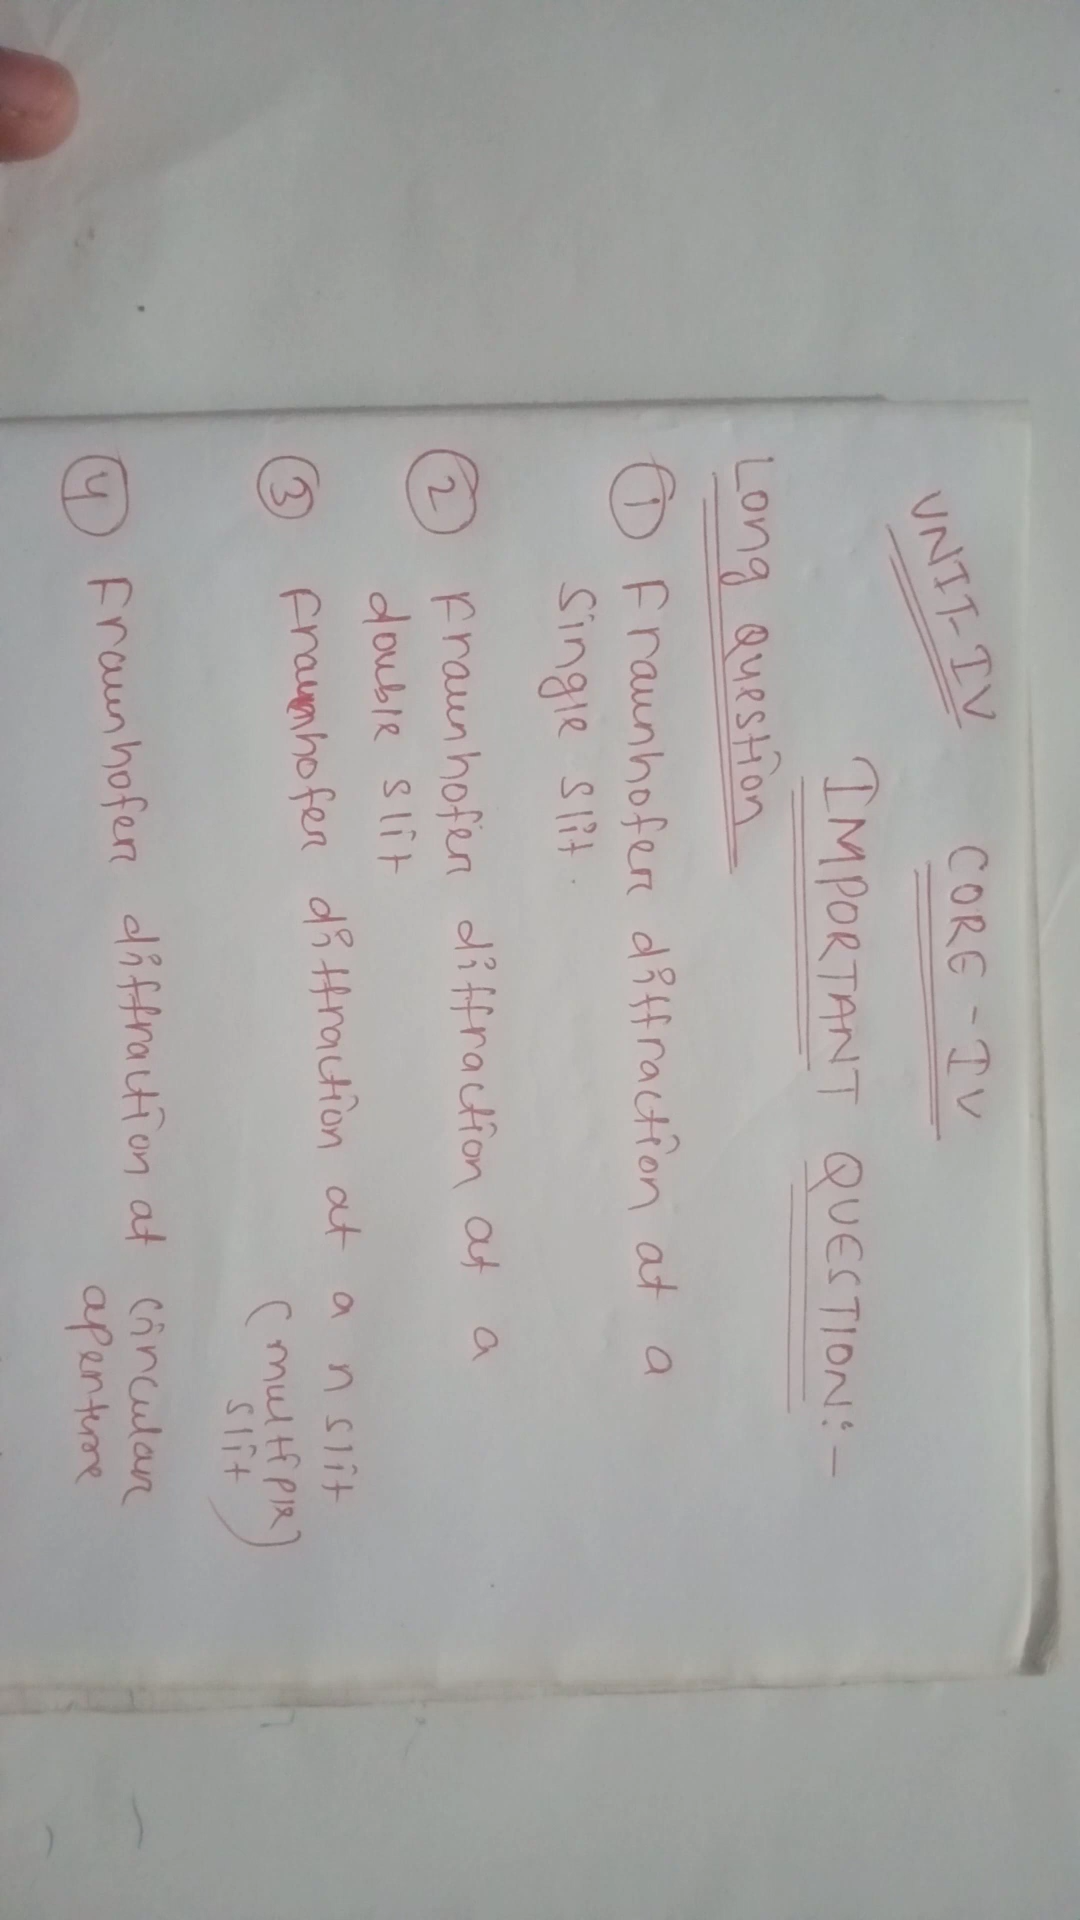 UNIT-IV CORE-IV
IMPORTANT QUESTION:-
Long Question
① Fraunhofer diffraction at a
single slit.
② Fraunhofer diffraction at a
double slit
③ Fraunhofer diffraction at a n slit
(multiple
slit)
④ Fraunhofer diffraction at circular
aperture